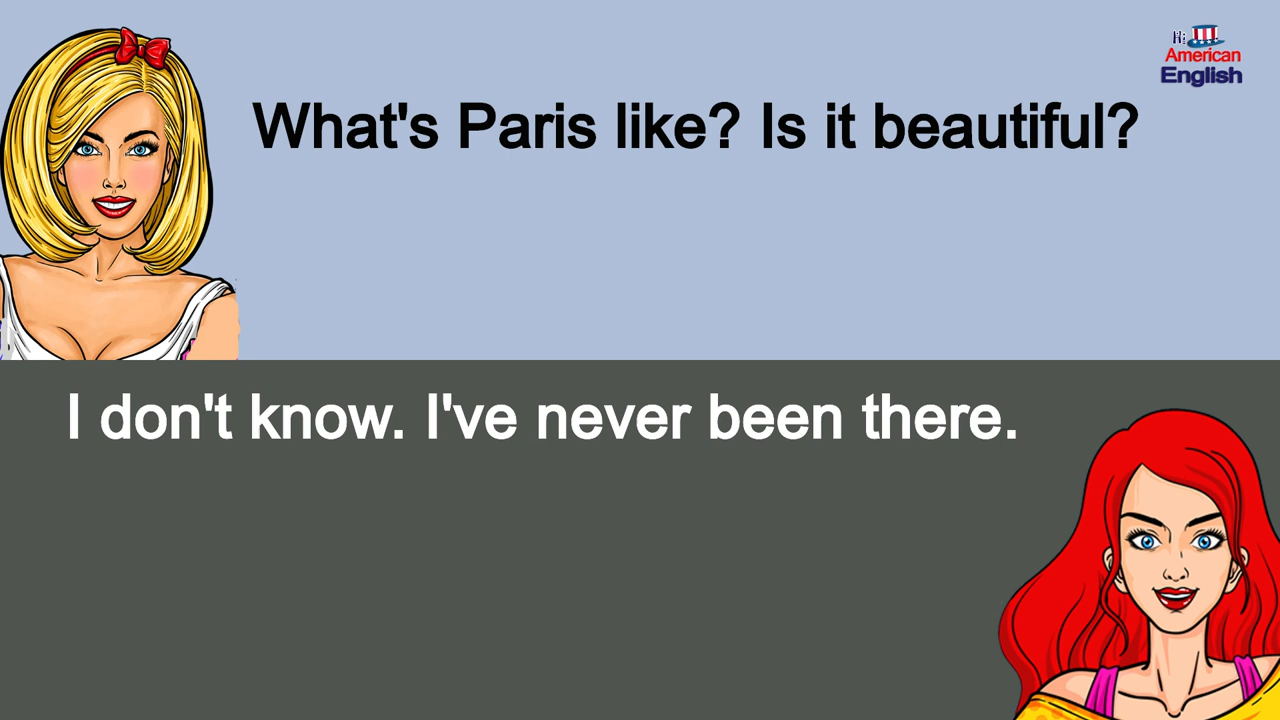 Hi
American
English
What's Paris like? Is it beautiful?
I don't know. I've never been there.